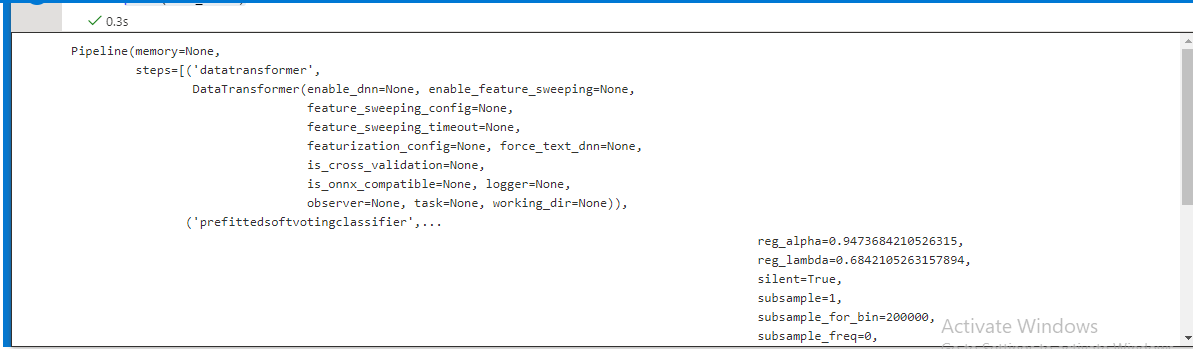 0.3s
Pipeline(memory=None,
steps=[('datatransformer',
DataTransformer(enable_dnn=None, enable_feature_sweeping=None,
feature_sweeping_config=None,
feature_sweeping_timeout=None,
featurization_config=None, force_text_dnn=None,
is_cross_validation=None,
is_onnx_compatible=None, logger=None,
observer=None, task=None, working_dir=None)),
('prefittedsoftvotingclassifier',...
reg_alpha=0.9473684210526315,
reg_lambda=0.6842105263157894,
silent=True,
subsample=1,
subsample_for_bin=200000,
Activate Windows
subsample_freq=0,